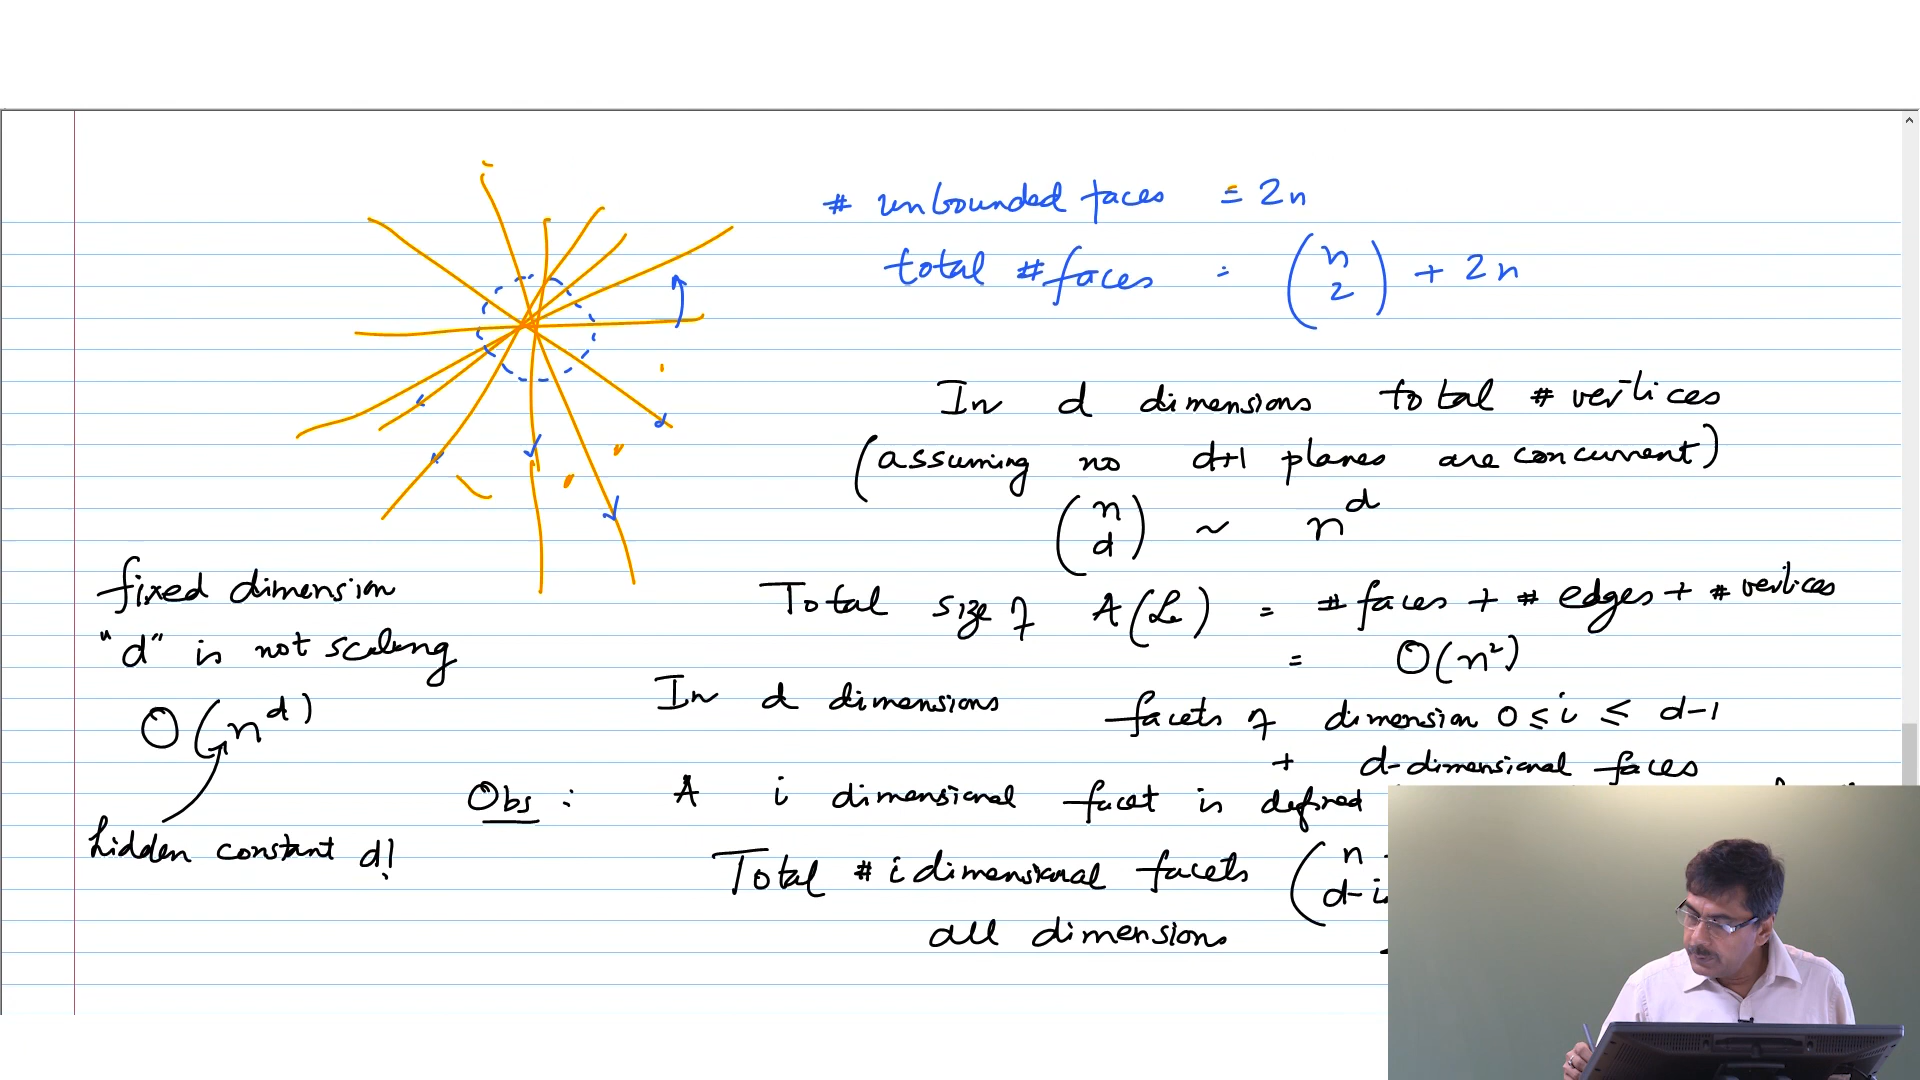 # unbounded faces = 2n
total # faces = (n 2) + 2n
In d dimensions total # vertices
(assuming no d+1 planes are concurrent)
(n d) ~ n^d
fixed dimension
"d" is not scaling
O(n^d)
hidden constant d!
Total size of A(L) = # faces + # edges + # vertices
= O(n²)
In d dimensions facets of dimension 0 ≤ i ≤ d-1
+ d-dimensional faces
Obs : A i dimensional facet is defined
Total # i dimensional facets (n d-i
all dimensions